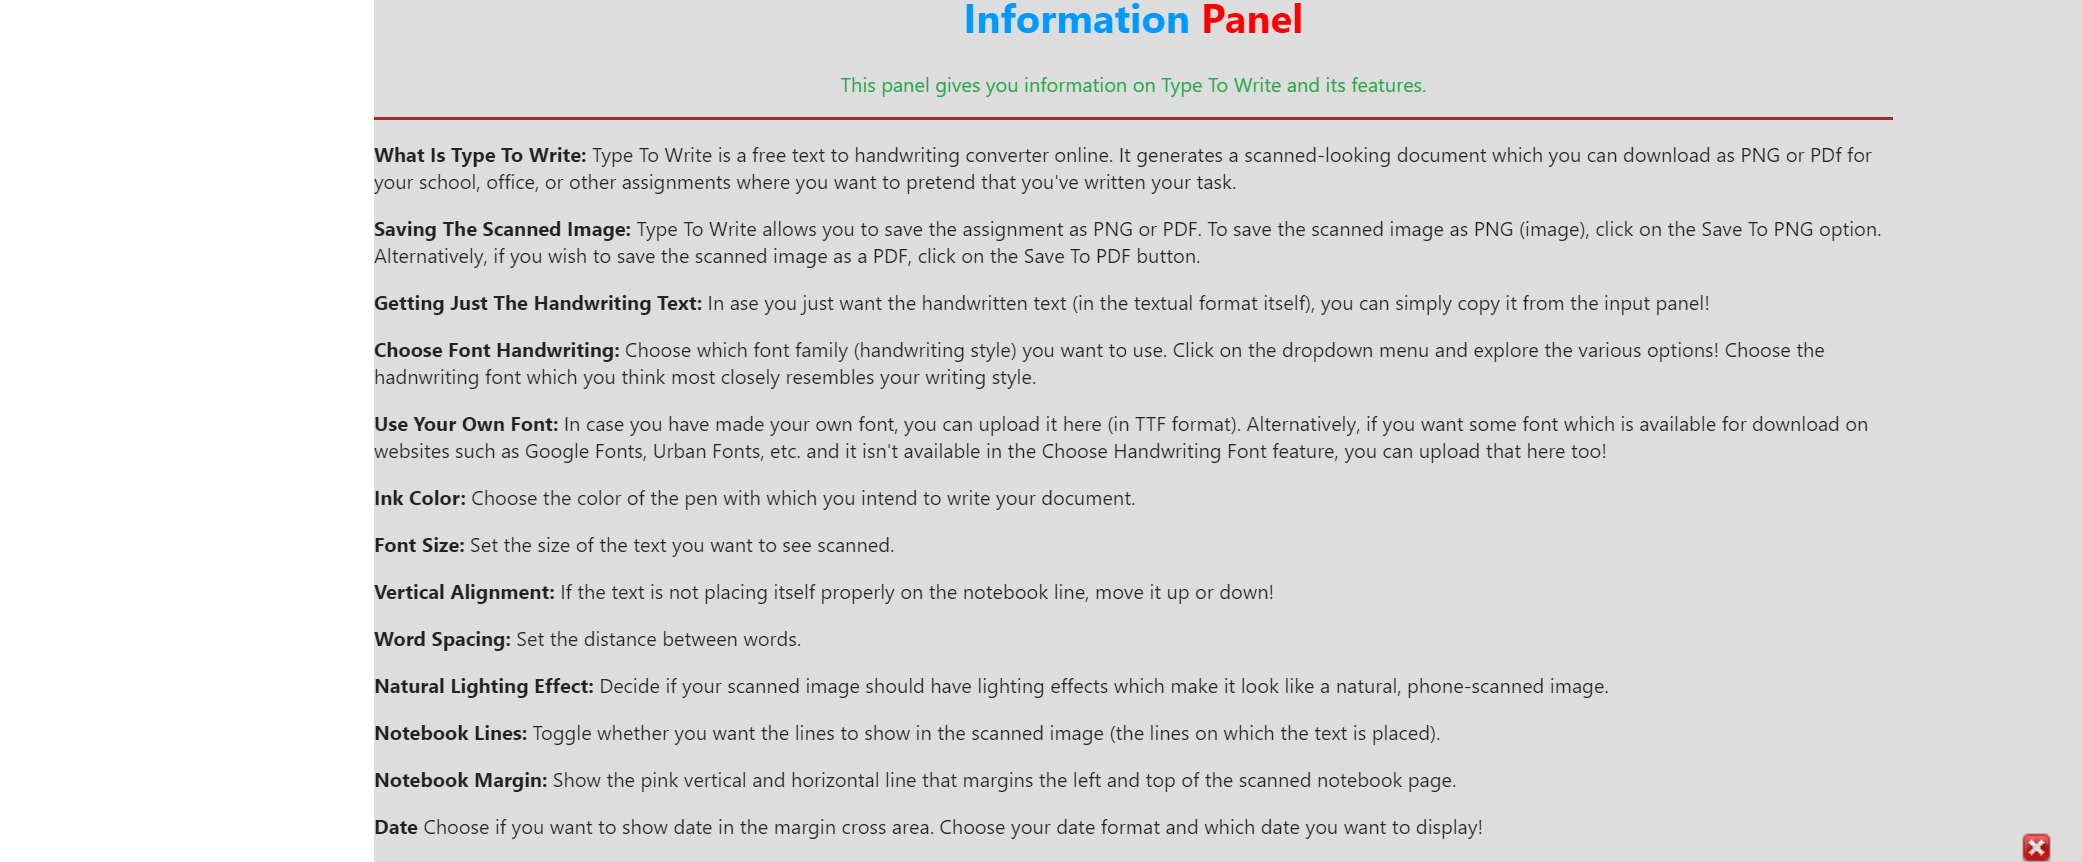 Information Panel
This panel gives you information on Type To Write and its features.
What Is Type To Write: Type To Write is a free text to handwriting converter online. It generates a scanned-looking document which you can download as PNG or PDf for
your school, office, or other assignments where you want to pretend that you've written your task.
Saving The Scanned Image: Type To Write allows you to save the assignment as PNG or PDF. To save the scanned image as PNG (image), click on the Save To PNG option.
Alternatively, if you wish to save the scanned image as a PDF, click on the Save To PDF button.
Getting Just The Handwriting Text: In ase you just want the handwritten text (in the textual format itself), you can simply copy it from the input panel!
Choose Font Handwriting: Choose which font family (handwriting style) you want to use. Click on the dropdown menu and explore the various options! Choose the
hadnwriting font which you think most closely resembles your writing style.
Use Your Own Font: In case you have made your own font, you can upload it here (in TTF format). Alternatively, if you want some font which is available for download on
websites such as Google Fonts, Urban Fonts, etc. and it isn't available in the Choose Handwriting Font feature, you can upload that here too!
Ink Color: Choose the color of the pen with which you intend to write your document.
Font Size: Set the size of the text you want to see scanned.
Vertical Alignment: If the text is not placing itself properly on the notebook line, move it up or down!
Word Spacing: Set the distance between words.
Natural Lighting Effect: Decide if your scanned image should have lighting effects which make it look like a natural, phone-scanned image.
Notebook Lines: Toggle whether you want the lines to show in the scanned image (the lines on which the text is placed).
Notebook Margin: Show the pink vertical and horizontal line that margins the left and top of the scanned notebook page.
Date Choose if you want to show date in the margin cross area. Choose your date format and which date you want to display!